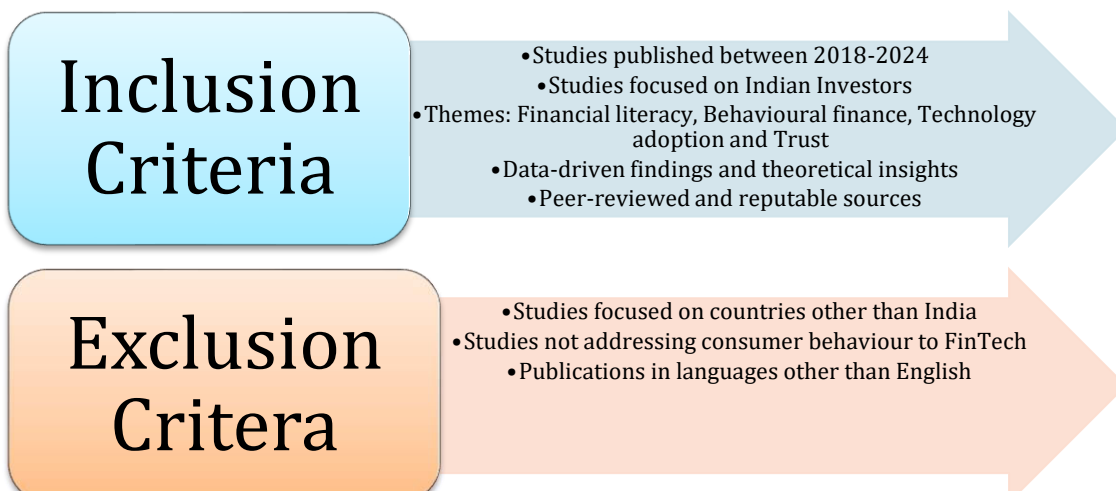 Inclusion
Criteria
•Studies published between 2018-2024
•Studies focused on Indian Investors
•Themes: Financial literacy, Behavioural finance, Technology
adoption and Trust
•Data-driven findings and theoretical insights
•Peer-reviewed and reputable sources
Exclusion
Critera
•Studies focused on countries other than India
•Studies not addressing consumer behaviour to FinTech
•Publications in languages other than English